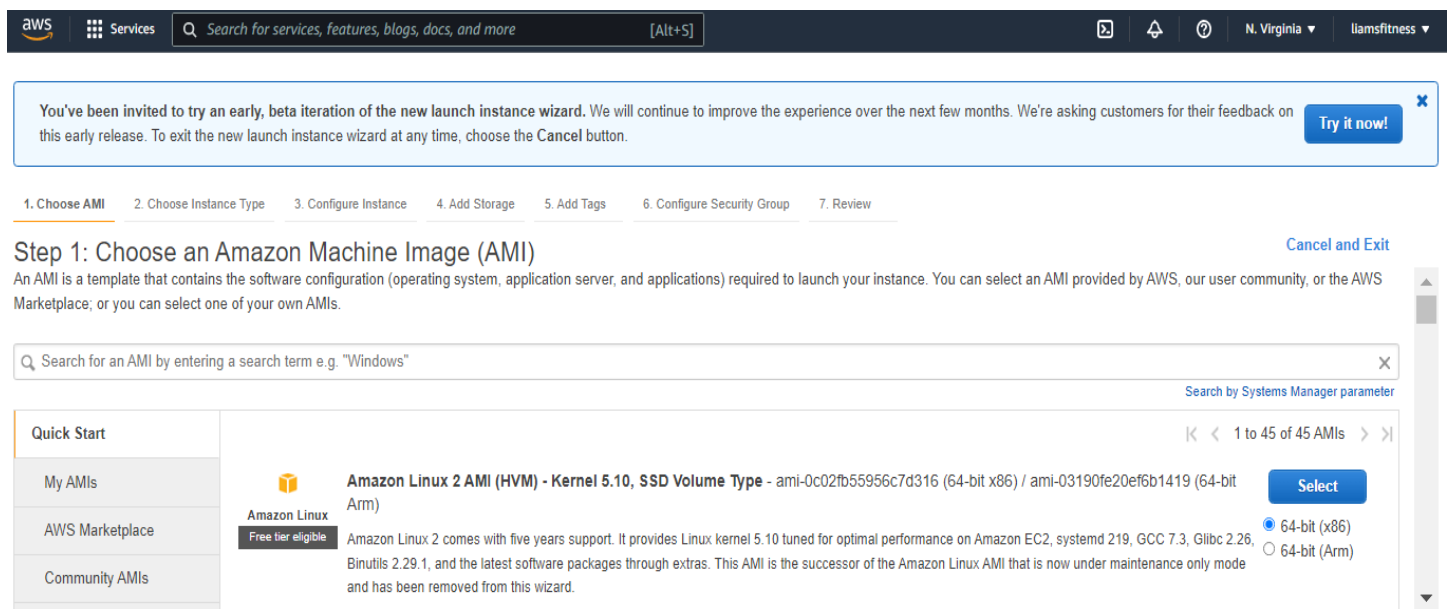 aws
Services
Search for services, features, blogs, docs, and more
[Alt+S]
N. Virginia
liamsfitness
You've been invited to try an early, beta iteration of the new launch instance wizard. We will continue to improve the experience over the next few months. We're asking customers for their feedback on
this early release. To exit the new launch instance wizard at any time, choose the Cancel button.
Try it now!
1. Choose AMI
2. Choose Instance Type
3. Configure Instance
4. Add Storage
5. Add Tags
6. Configure Security Group
7. Review
Step 1: Choose an Amazon Machine Image (AMI)
Cancel and Exit
An AMI is a template that contains the software configuration (operating system, application server, and applications) required to launch your instance. You can select an AMI provided by AWS, our user community, or the AWS
Marketplace; or you can select one of your own AMIs.
Search for an AMI by entering a search term e.g. "Windows"
Search by Systems Manager parameter
Quick Start
1 to 45 of 45 AMIs
My AMIs
AWS Marketplace
Community AMIs
Amazon Linux
Free tier eligible
Amazon Linux 2 AMI (HVM) - Kernel 5.10, SSD Volume Type - ami-0c02fb55956c7d316 (64-bit x86) / ami-03190fe20ef6b1419 (64-bit
Arm)
Amazon Linux 2 comes with five years support. It provides Linux kernel 5.10 tuned for optimal performance on Amazon EC2, systemd 219, GCC 7.3, Glibc 2.26,
Binutils 2.29.1, and the latest software packages through extras. This AMI is the successor of the Amazon Linux AMI that is now under maintenance only mode
and has been removed from this wizard.
Select
64-bit (x86)
64-bit (Arm)